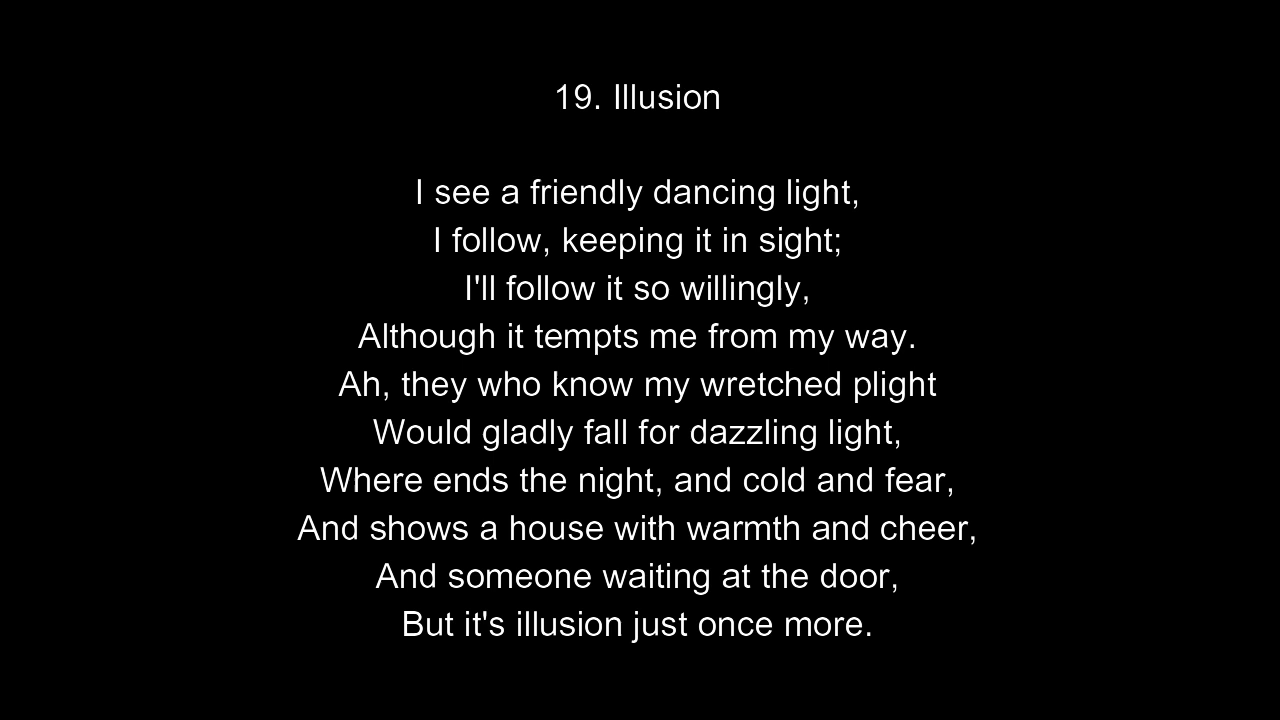 19. Illusion
I see a friendly dancing light,
I follow, keeping it in sight;
I'll follow it so willingly,
Although it tempts me from my way.
Ah, they who know my wretched plight
Would gladly fall for dazzling light,
Where ends the night, and cold and fear,
And shows a house with warmth and cheer,
And someone waiting at the door,
But it's illusion just once more.